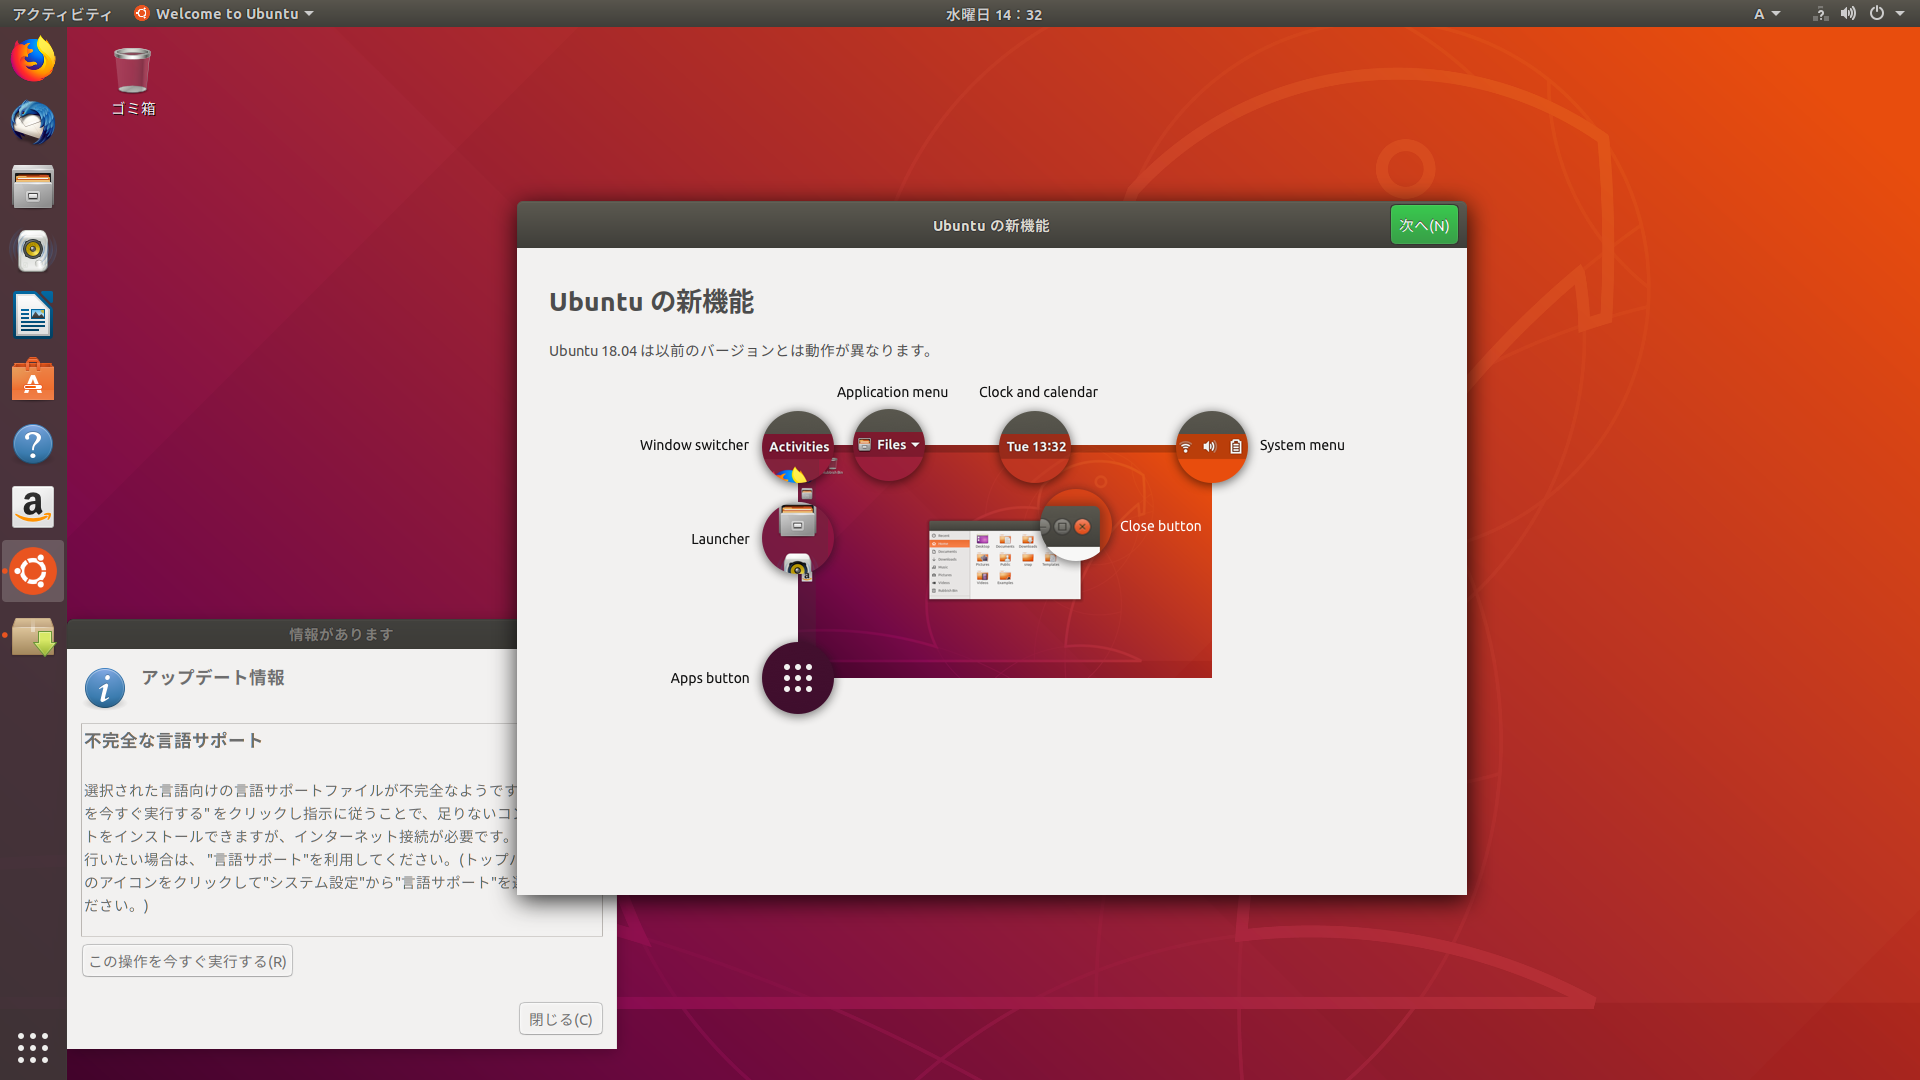 アクティビティ Welcome to Ubuntu 水曜日 14：32 A
ゴミ箱
Ubuntu の新機能 次へ(N)
Ubuntu の新機能
Ubuntu 18.04 は以前のバージョンとは動作が異なります。
Application menu Clock and calendar
Window switcher Activities Files Tue 13:32 System menu
Launcher
Close button
Apps button
情報があります
アップデート情報
不完全な言語サポート
選択された言語向けの言語サポートファイルが不完全なようです
を今すぐ実行する" をクリックし指示に従うことで、足りないコン
トをインストールできますが、インターネット接続が必要です。
行いたい場合は、 "言語サポート"を利用してください。(トップバ
のアイコンをクリックして"システム設定"から"言語サポート"を
ださい。)
この操作を今すぐ実行する(R)
閉じる(C)